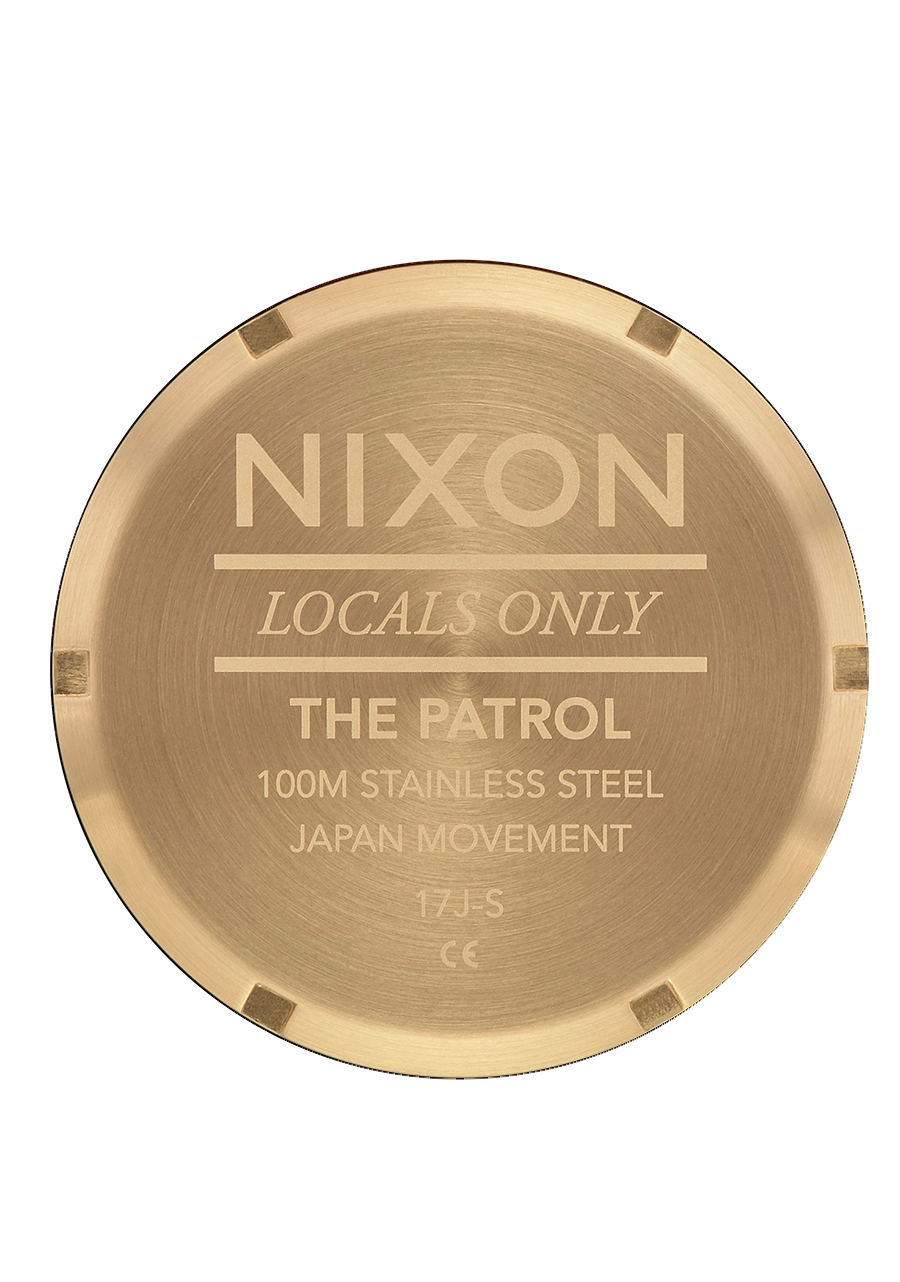 NIXON
LOCALS ONLY
THE PATROL
100M STAINLESS STEEL
JAPAN MOVEMENT
17J-S
CE